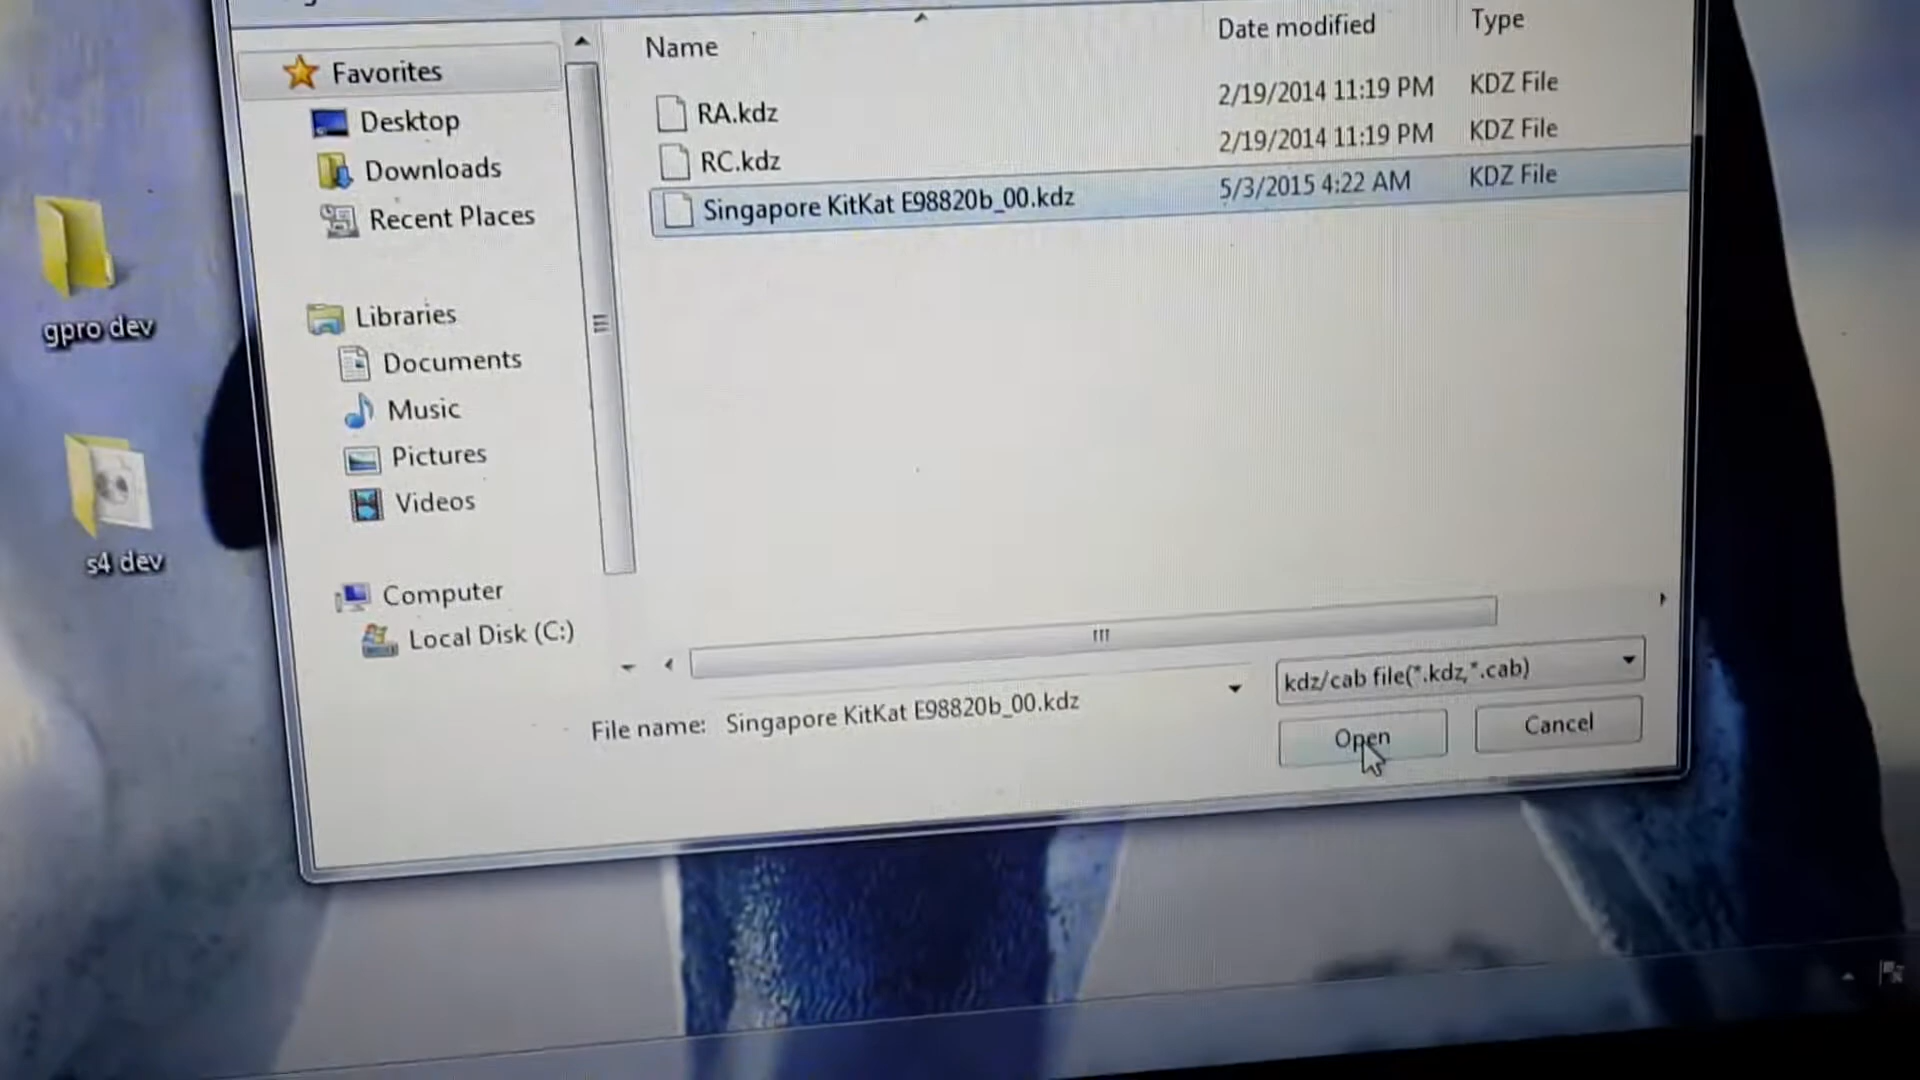 Name
Date modified
Type
Favorites
Desktop
Downloads
Recent Places
Libraries
Documents
Music
Pictures
Videos
Computer
Local Disk (C:)
RA.kdz
2/19/2014 11:19 PM
KDZ File
RC.kdz
2/19/2014 11:19 PM
KDZ File
Singapore KitKat E98820b_00.kdz
5/3/2015 4:22 AM
KDZ File
File name:
Singapore KitKat E98820b_00.kdz
kdz/cab file(*.kdz,*.cab)
Open
Cancel
gpro dev
s4 dev